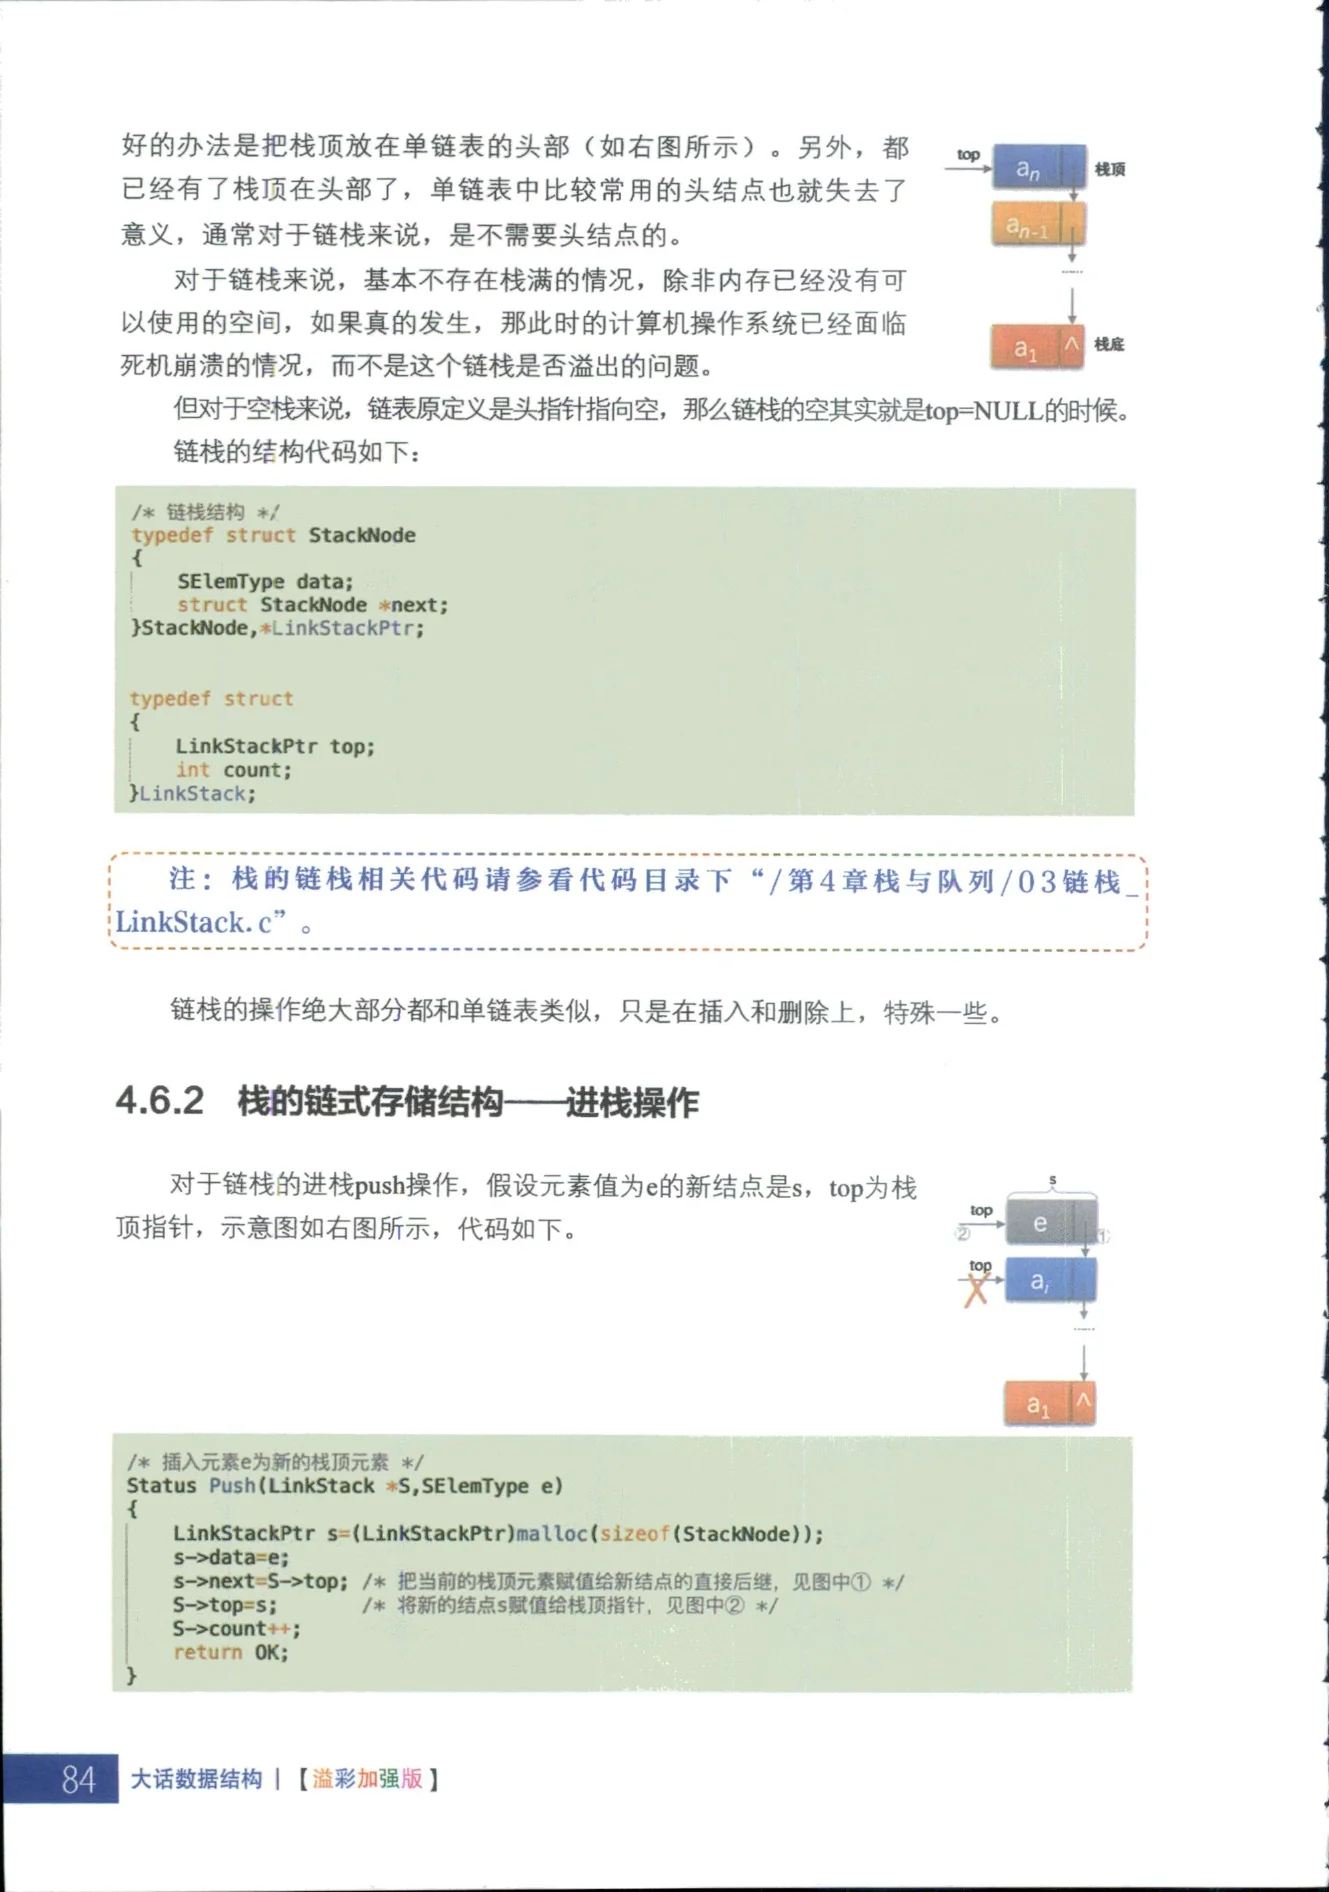 好的办法是把栈顶放在单链表的头部（如右图所示）。另外，都
已经有了栈顶在头部了，单链表中比较常用的头结点也就失去了
意义，通常对于链栈来说，是不需要头结点的。
top
aₙ
栈顶
aₙ₋₁
······
a₁ ^
栈底
对于链栈来说，基本不存在栈满的情况，除非内存已经没有可
以使用的空间，如果真的发生，那此时的计算机操作系统已经面临
死机崩溃的情况，而不是这个链栈是否溢出的问题。
但对于空栈来说，链表原定义是头指针指向空，那么链栈的空其实就是top=NULL的时候。
链栈的结构代码如下：
/* 链栈结构 */
typedef struct StackNode
{
    SElemType data;
    struct StackNode *next;
}StackNode,*LinkStackPtr;
typedef struct
{
    LinkStackPtr top;
    int count;
}LinkStack;
注：栈的链栈相关代码请参看代码目录下“/第4章栈与队列/03链栈_
LinkStack.c”。
链栈的操作绝大部分都和单链表类似，只是在插入和删除上，特殊一些。
4.6.2 栈的链式存储结构——进栈操作
对于链栈的进栈push操作，假设元素值为e的新结点是s，top为栈
顶指针，示意图如右图所示，代码如下。
s
top
② e ①
top
aᵢ
······
a₁ ^
/* 插入元素e为新的栈顶元素 */
Status Push(LinkStack *S,SElemType e)
{
    LinkStackPtr s=(LinkStackPtr)malloc(sizeof(StackNode));
    s->data=e;
    s->next=S->top; /* 把当前的栈顶元素赋值给新结点的直接后继，见图中① */
    S->top=s;       /* 将新的结点s赋值给栈顶指针，见图中② */
    S->count++;
    return OK;
}
84 大话数据结构 | 【溢彩加强版】